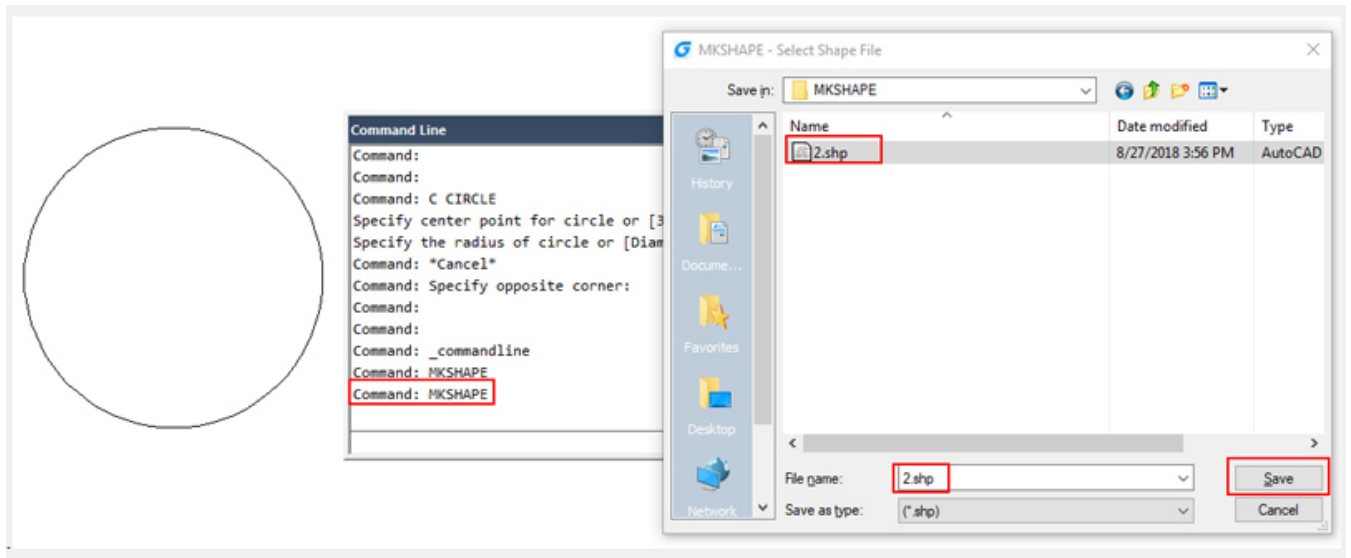 MKSHAPE - Select Shape File
Save in: MKSHAPE
Name Date modified Type
2.shp 8/27/2018 3:56 PM AutoCAD
History
Docume...
Favorites
Desktop
Network
File name: 2.shp Save
Save as type: (*.shp) Cancel
Command Line
Command:
Command:
Command: C CIRCLE
Specify center point for circle or [3
Specify the radius of circle or [Diam
Command: *Cancel*
Command: Specify opposite corner:
Command:
Command:
Command: _commandline
Command: MKSHAPE
Command: MKSHAPE